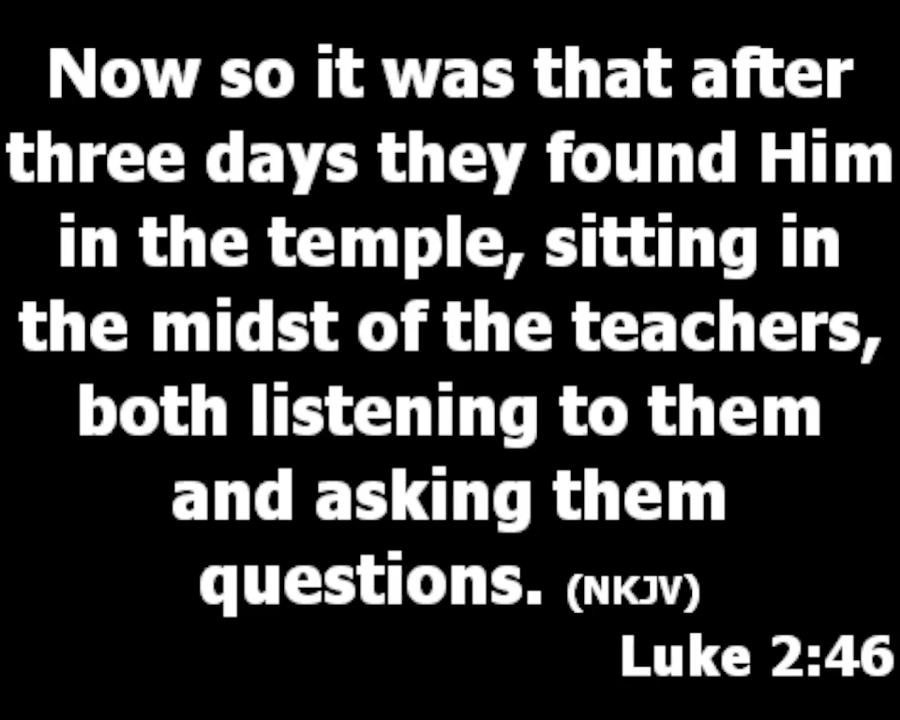 Now so it was that after
three days they found Him
in the temple, sitting in
the midst of the teachers,
both listening to them
and asking them
questions. (NKJV)
Luke 2:46